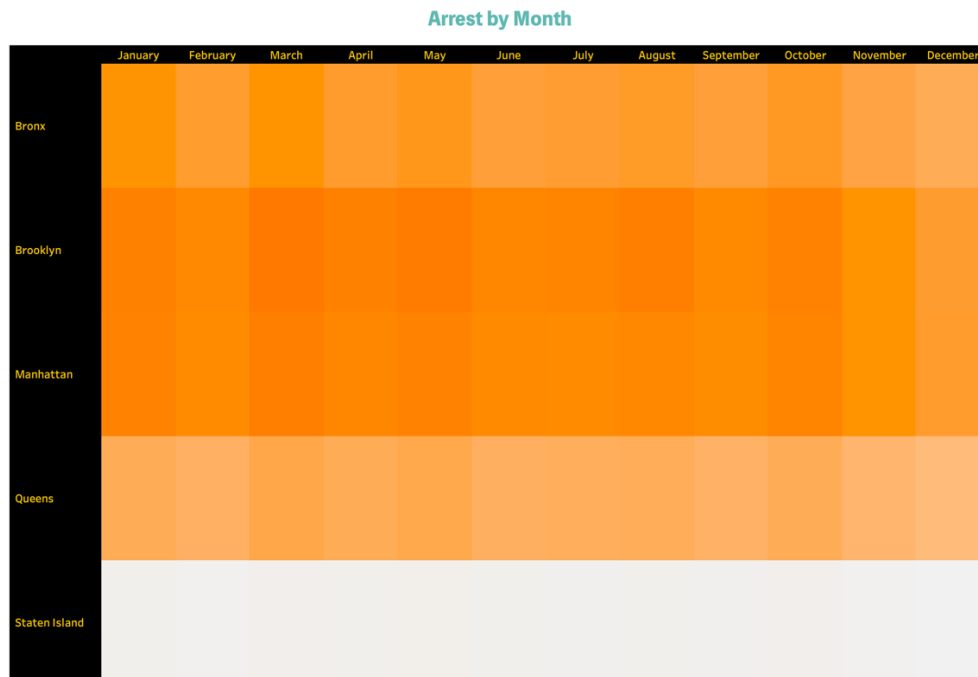 Arrest by Month
January February March April May June July August September October November December
Bronx
Brooklyn
Manhattan
Queens
Staten Island